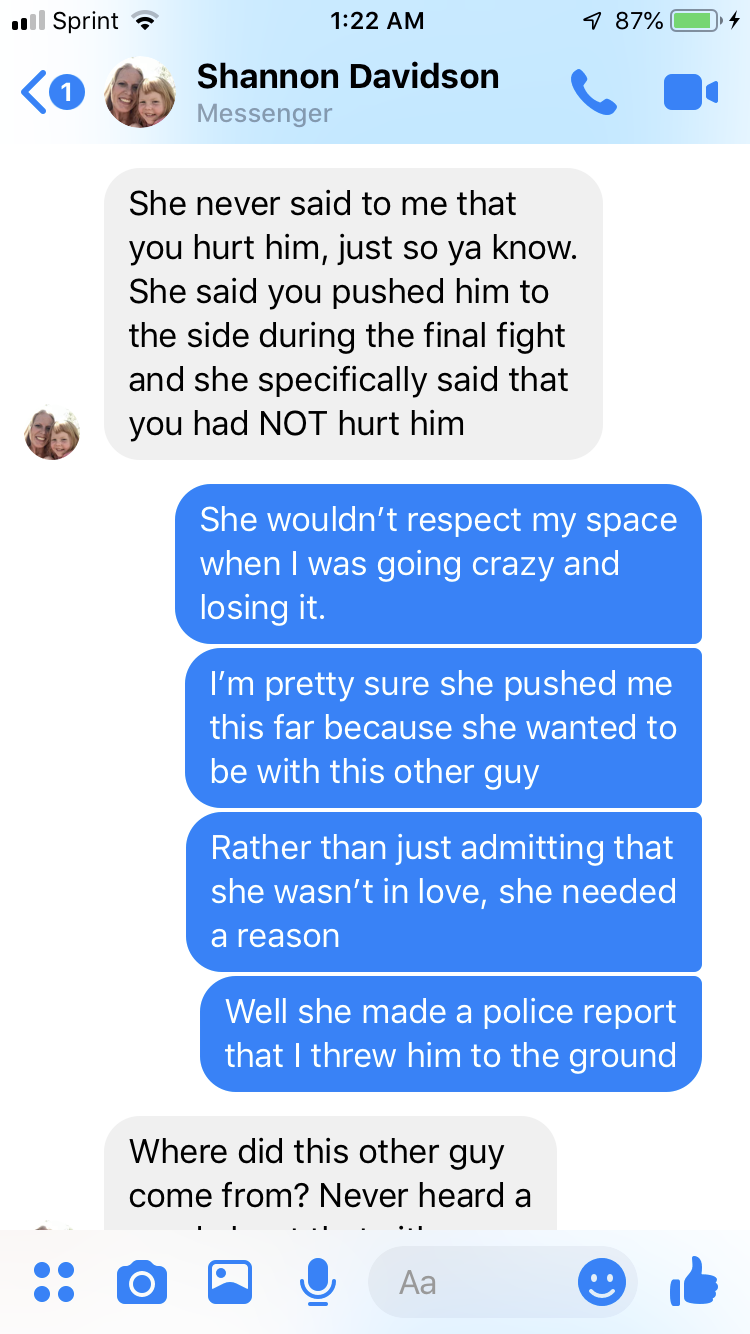 Sprint 1:22 AM 87%
1 Shannon Davidson
Messenger
She never said to me that
you hurt him, just so ya know.
She said you pushed him to
the side during the final fight
and she specifically said that
you had NOT hurt him
She wouldn’t respect my space
when I was going crazy and
losing it.
I’m pretty sure she pushed me
this far because she wanted to
be with this other guy
Rather than just admitting that
she wasn’t in love, she needed
a reason
Well she made a police report
that I threw him to the ground
Where did this other guy
come from? Never heard a
Aa